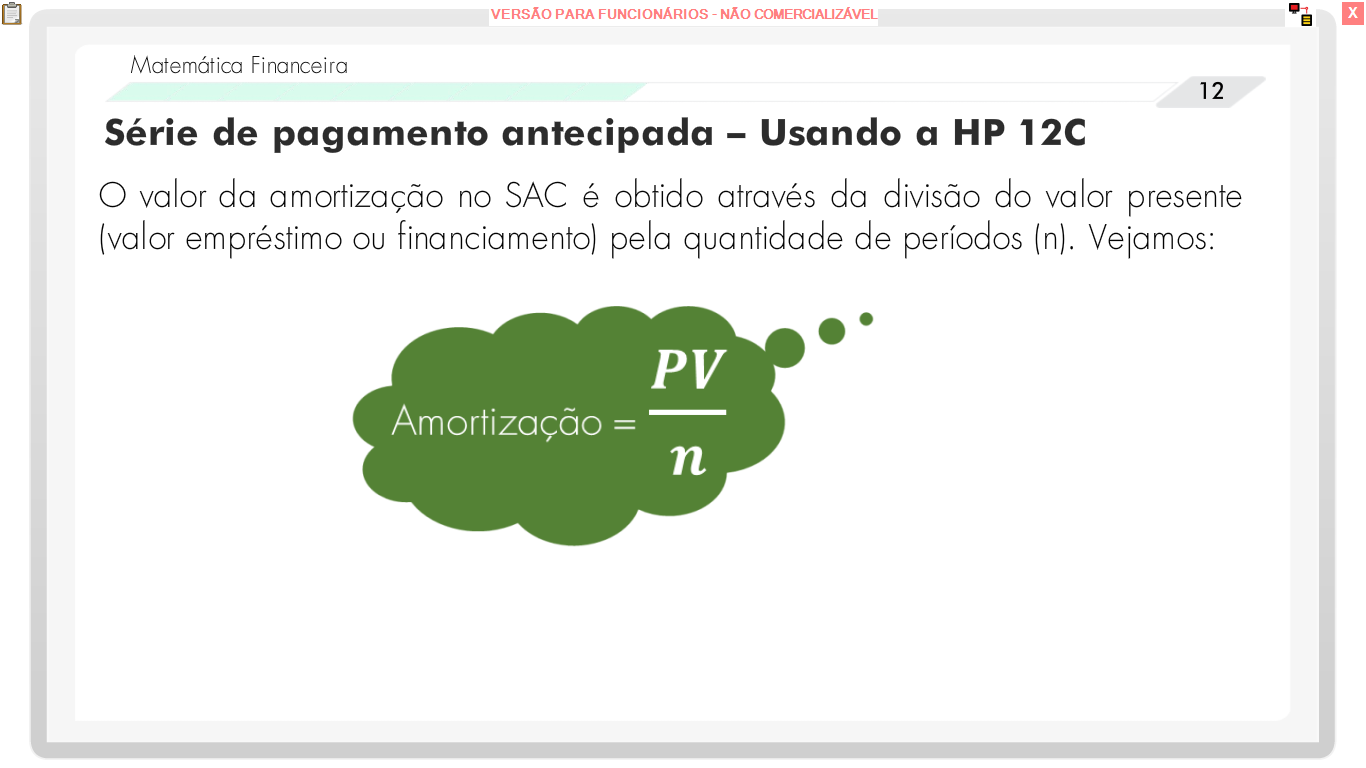 VERSÃO PARA FUNCIONÁRIOS - NÃO COMERCIALIZÁVEL
X
Matemática Financeira
12
Série de pagamento antecipada – Usando a HP 12C
O valor da amortização no SAC é obtido através da divisão do valor presente
(valor empréstimo ou financiamento) pela quantidade de períodos (n). Vejamos:
PV
Amortização =
n